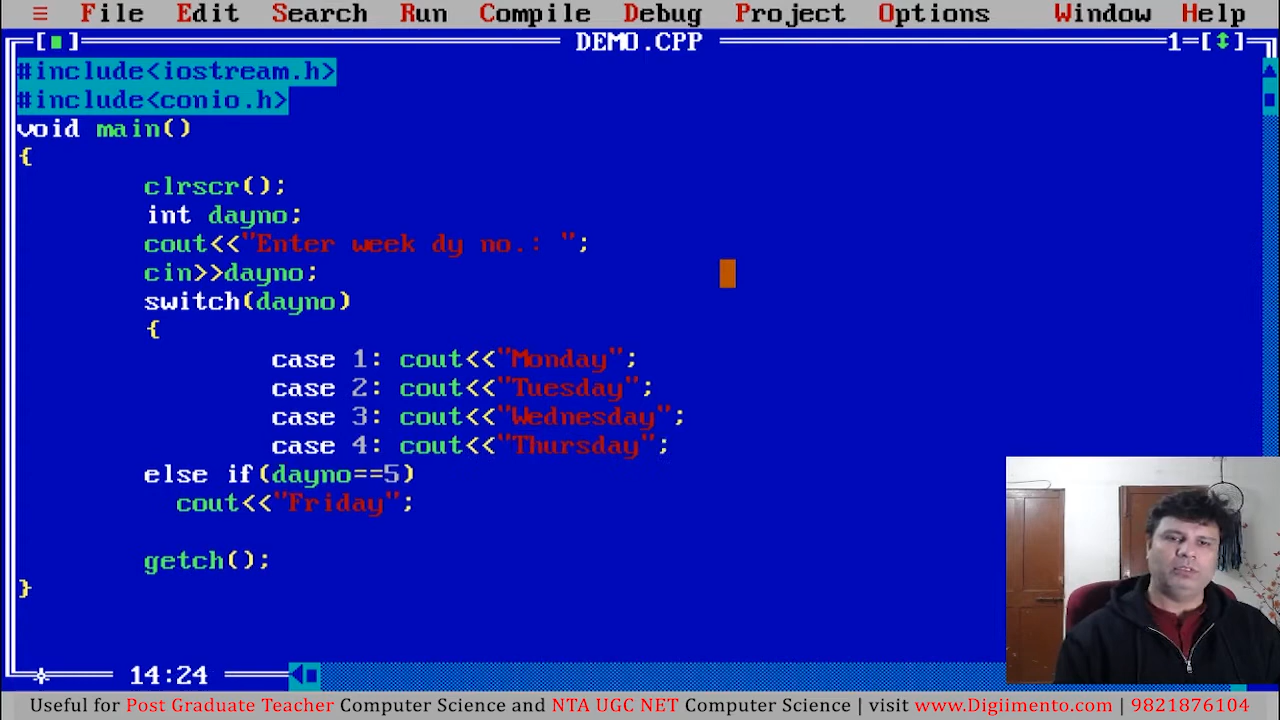 ≡ File Edit Search Run Compile Debug Project Options Window Help
[■] DEMO.CPP 1=[↕]
#include<iostream.h>
#include<conio.h>
void main()
{
clrscr();
int dayno;
cout<<"Enter week dy no.: ";
cin>>dayno;
switch(dayno)
{
case 1: cout<<"Monday";
case 2: cout<<"Tuesday";
case 3: cout<<"Wednesday";
case 4: cout<<"Thursday";
else if(dayno==5)
cout<<"Friday";
getch();
}
14:24
Useful for Post Graduate Teacher Computer Science and NTA UGC NET Computer Science | visit www.Digiimento.com | 9821876104